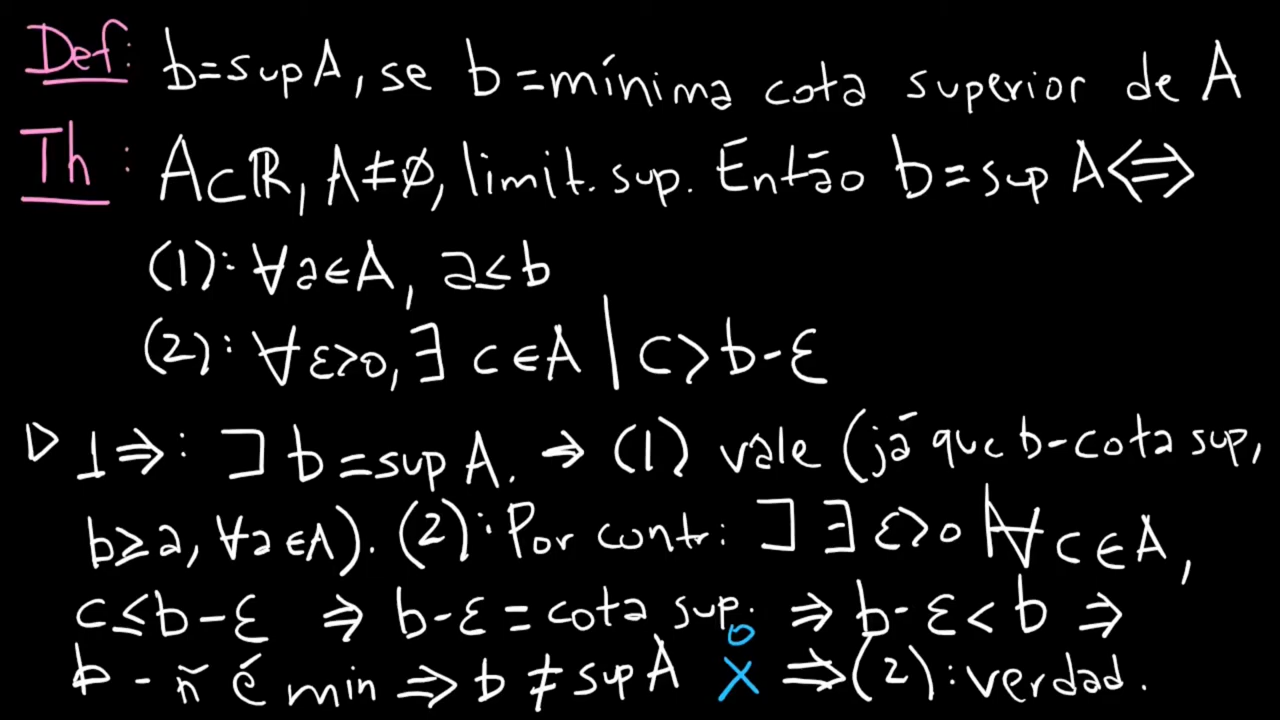 Def: b=sup A, se b=mínima cota superior de A
Th: A⊂ℝ, A≠∅, limit. sup. Então b=sup A⇔
(1): ∀a∈A, a≤b
(2): ∀ε>0, ∃ c∈A | c>b-ε
▷ 1⇒: ⊐ b=sup A. → (1) vale (já que b-cota sup,
b≥a, ∀a∈A). (2): Por contr: ⊐ ∃ ε>0 |∀ c∈A,
c≤b-ε ⇒ b-ε = cota sup. ⇒ b-ε<b ⇒
b - ñ é min ⇒ b ≠ sup A X° ⇒ (2): verdad.